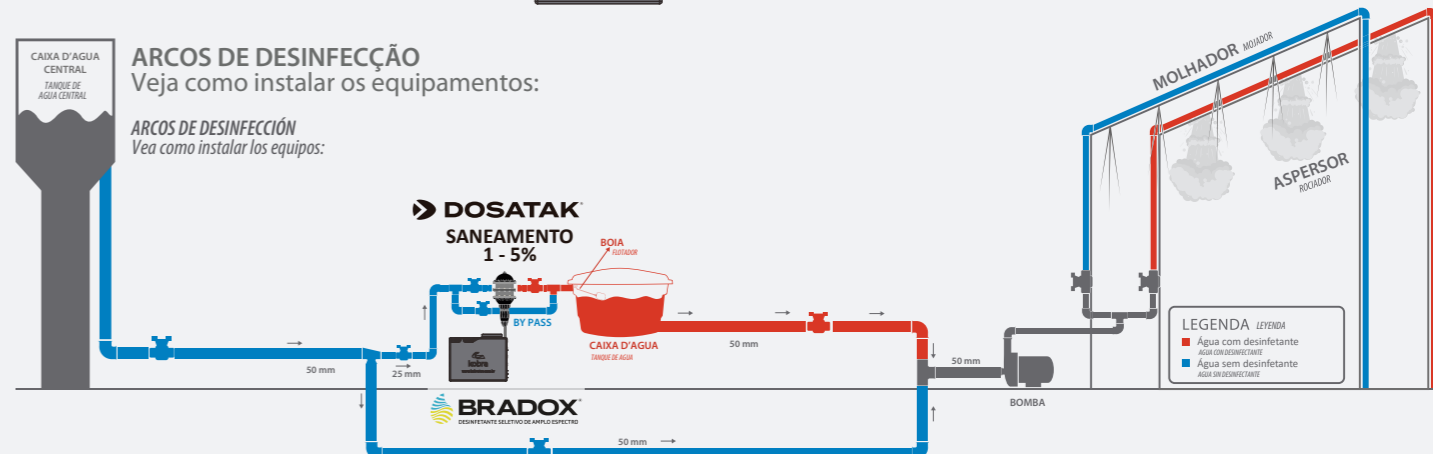 CAIXA D'AGUA
CENTRAL
TANQUE DE
AGUA CENTRAL
ARCOS DE DESINFECÇÃO
Veja como instalar os equipamentos:
ARCOS DE DESINFECCIÓN
Vea como instalar los equipos:
DOSATAK
SANEAMENTO
1 - 5%
BOIA
FLOTADOR
BY PASS
CAIXA D'AGUA
TANQUE DE AGUA
50 mm
25 mm
50 mm
50 mm
50 mm
kobra
BRADOX
DESINFETANTE SELETIVO DE AMPLO ESPECTRO
BOMBA
MOLHADOR MOJADOR
ASPERSOR
ROCIADOR
LEGENDA LEYENDA
Água com desinfetante
AGUA CON DESINFECTANTE
Água sem desinfetante
AGUA SIN DESINFECTANTE